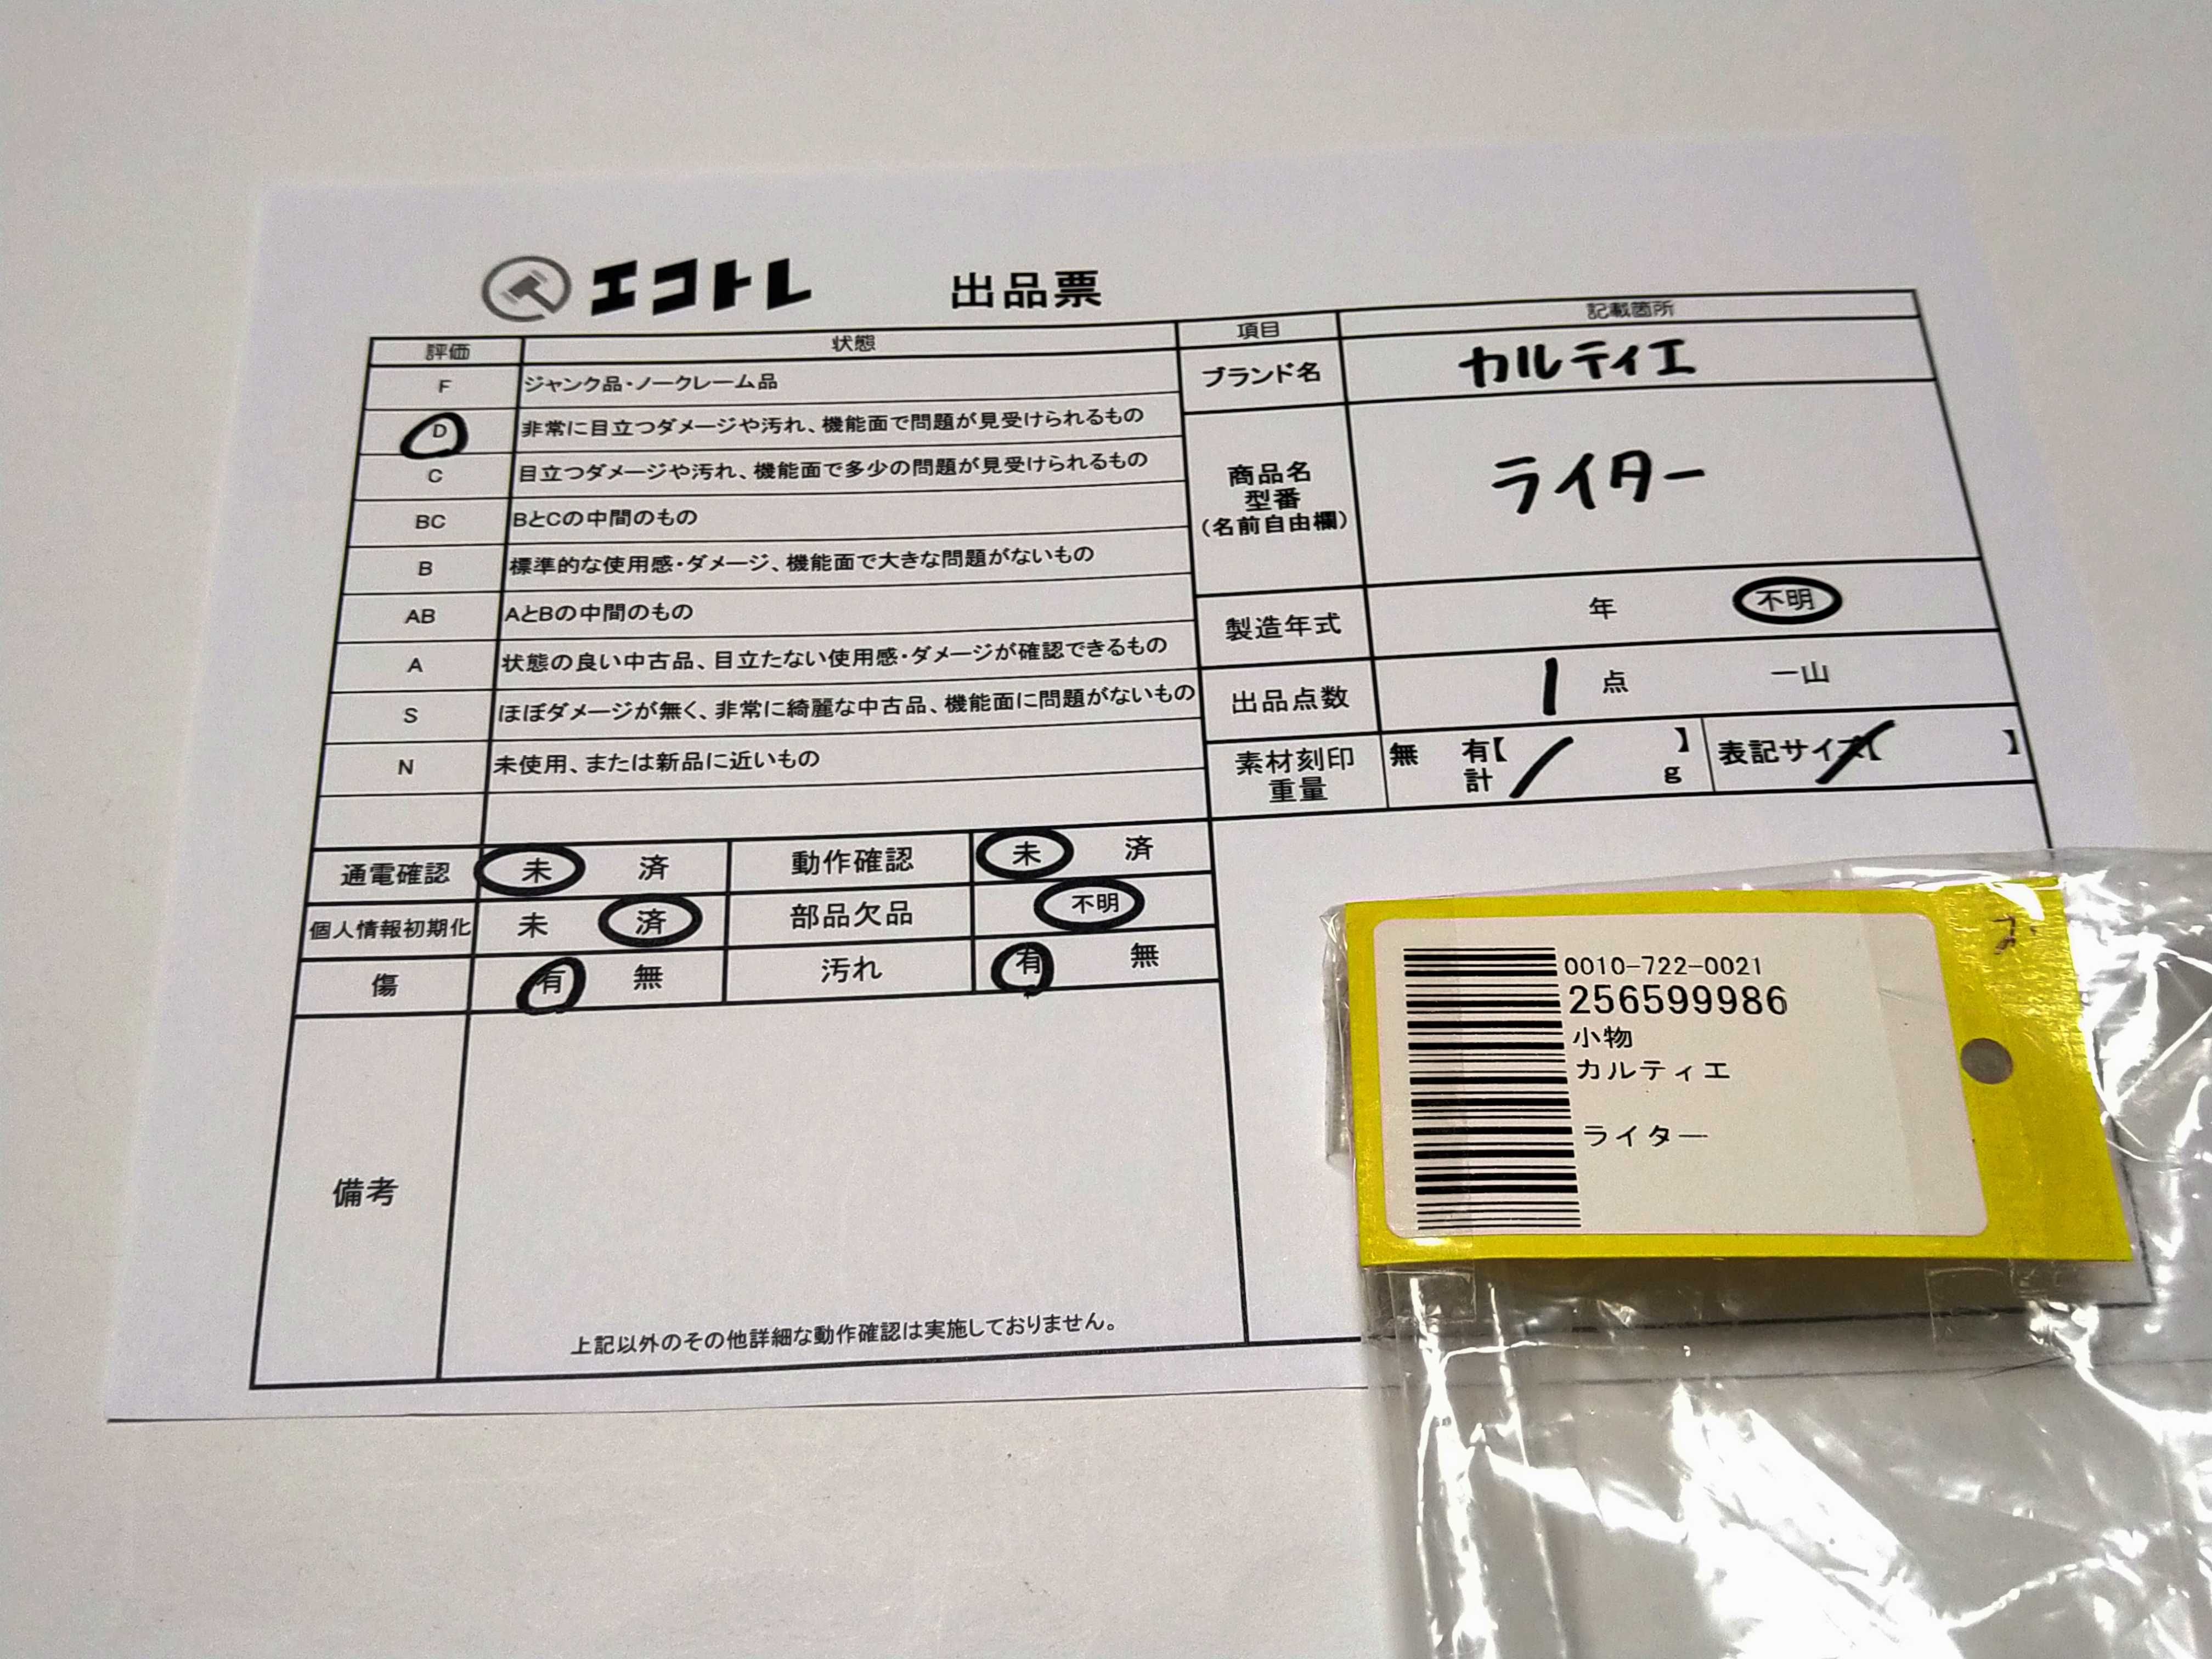 エコトレ 出品票
評価 状態
F ジャンク品・ノークレーム品
D 非常に目立つダメージや汚れ、機能面で問題が見受けられるもの
C 目立つダメージや汚れ、機能面で多少の問題が見受けられるもの
BC BとCの中間のもの
B 標準的な使用感・ダメージ、機能面で大きな問題がないもの
AB AとBの中間のもの
A 状態の良い中古品、目立たない使用感・ダメージが確認できるもの
S ほぼダメージが無く、非常に綺麗な中古品、機能面に問題がないもの
N 未使用、または新品に近いもの
項目 記載箇所
ブランド名 カルティエ
商品名
型番
(名前自由欄)
ライター
製造年式 年 不明
出品点数 1 点 一山
素材刻印 無 有【 】 表記サイズ【 】
重量 計 g
通電確認 未 済 動作確認 未 済
個人情報初期化 未 済 部品欠品 不明
傷 有 無 汚れ 有 無
備考
上記以外のその他詳細な動作確認は実施しておりません。
0010-722-0021
256599986
小物
カルティエ
ライター